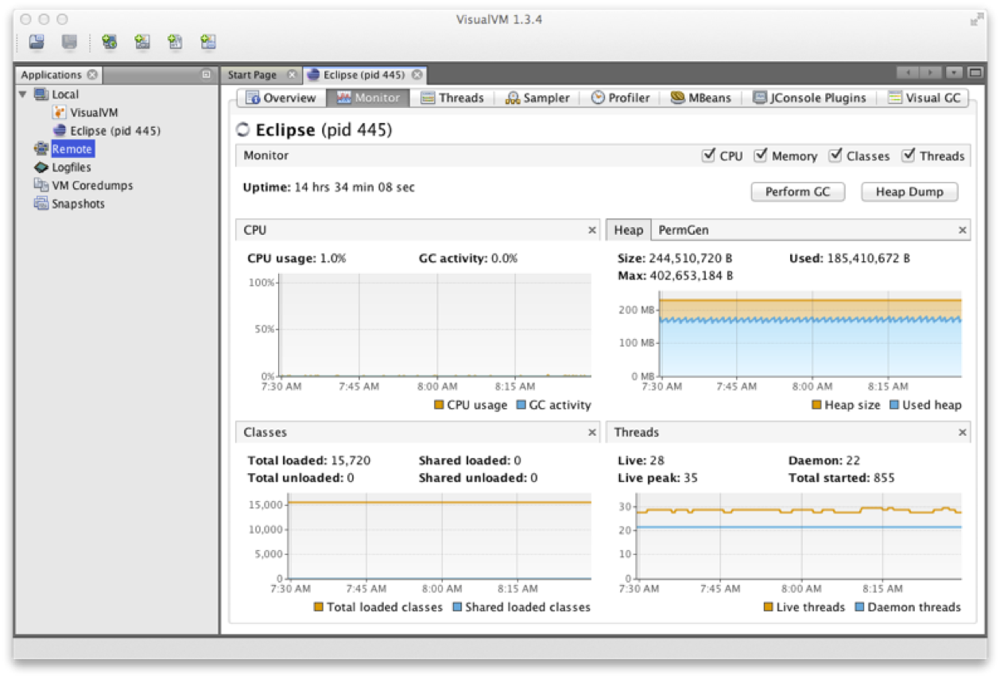 VisualVM 1.3.4
Applications
Start Page
Eclipse (pid 445)
Local
VisualVM
Eclipse (pid 445)
Remote
Logfiles
VM Coredumps
Snapshots
Overview
Monitor
Threads
Sampler
Profiler
MBeans
JConsole Plugins
Visual GC
Eclipse (pid 445)
Monitor
CPU
Memory
Classes
Threads
Uptime: 14 hrs 34 min 08 sec
Perform GC
Heap Dump
CPU
CPU usage: 1.0%
GC activity: 0.0%
100%
50%
0%
7:30 AM
7:45 AM
8:00 AM
8:15 AM
CPU usage
GC activity
Heap
PermGen
Size: 244,510,720 B
Used: 185,410,672 B
Max: 402,653,184 B
200 MB
100 MB
0 MB
7:30 AM
7:45 AM
8:00 AM
8:15 AM
Heap size
Used heap
Classes
Total loaded: 15,720
Shared loaded: 0
Total unloaded: 0
Shared unloaded: 0
15,000
10,000
5,000
0
7:30 AM
7:45 AM
8:00 AM
8:15 AM
Total loaded classes
Shared loaded classes
Threads
Live: 28
Daemon: 22
Live peak: 35
Total started: 855
30
20
10
0
7:30 AM
7:45 AM
8:00 AM
8:15 AM
Live threads
Daemon threads